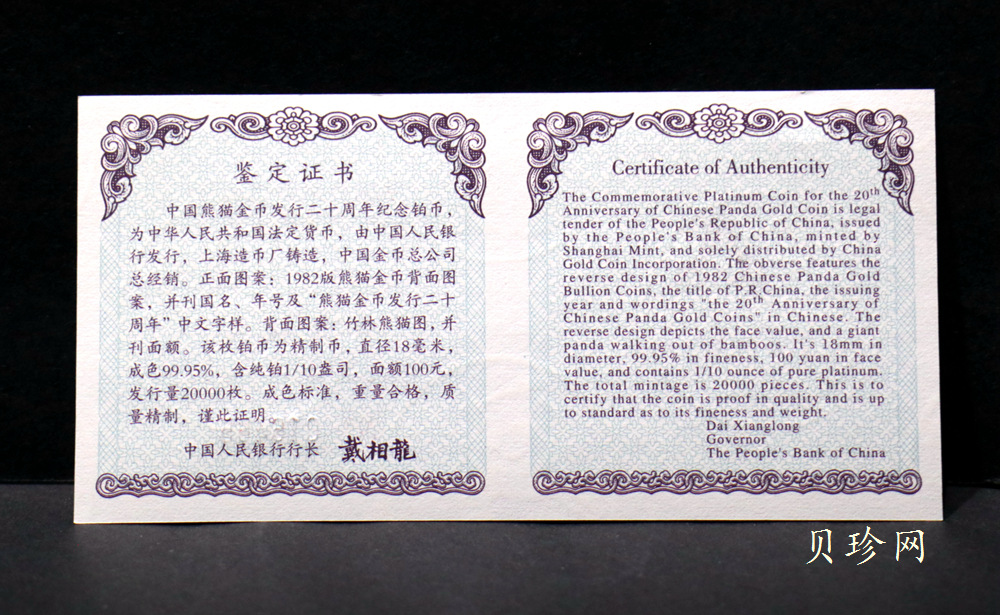 鉴定证书
中国熊猫金币发行二十周年纪念铂币，
为中华人民共和国法定货币，由中国人民银
行发行，上海造币厂铸造，中国金币总公司
总经销。正面图案：1982版熊猫金币背面图
案，并刊国名、年号及“熊猫金币发行二十
周年”中文字样。背面图案：竹林熊猫图，并
刊面额。该枚铂币为精制币，直径18毫米，
成色99.95%，含纯铂1/10盎司，面额100元，
发行量20000枚。成色标准，重量合格，质
量精制，谨此证明。
中国人民银行行长 戴相龍
Certificate of Authenticity
The Commemorative Platinum Coin for the 20th
Anniversary of Chinese Panda Gold Coin is legal
tender of the People's Republic of China, issued
by the People's Bank of China, minted by
Shanghai Mint, and solely distributed by China
Gold Coin Incorporation. The obverse features the
reverse design of 1982 Chinese Panda Gold
Bullion Coins, the title of P.R.China, the issuing
year and wordings "the 20th Anniversary of
Chinese Panda Gold Coins" in Chinese. The
reverse design depicts the face value, and a giant
panda walking out of bamboos. It's 18mm in
diameter, 99.95% in fineness, 100 yuan in face
value, and contains 1/10 ounce of pure platinum.
The total mintage is 20000 pieces. This is to
certify that the coin is proof in quality and is up
to standard as to its fineness and weight.
Dai Xianglong
Governor
The People's Bank of China
贝珍网